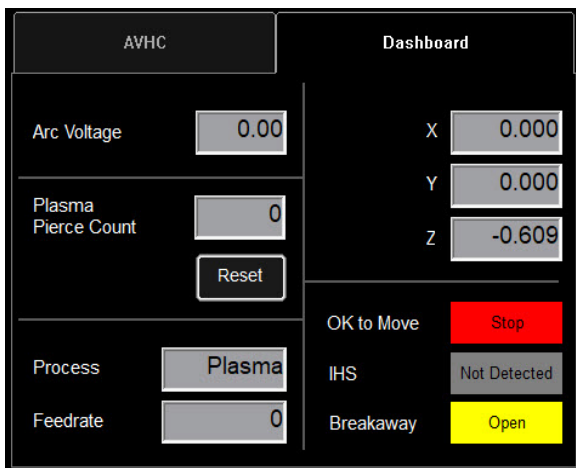 AVHC
Dashboard
Arc Voltage 0.00
Plasma
Pierce Count 0
Reset
Process Plasma
Feedrate 0
X 0.000
Y 0.000
Z -0.609
OK to Move Stop
IHS Not Detected
Breakaway Open